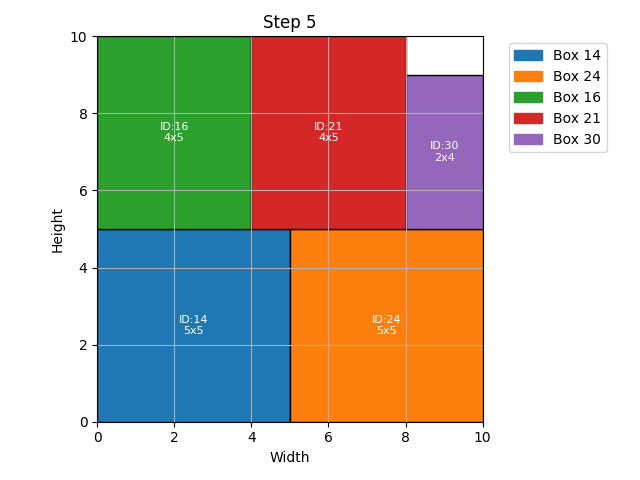 Step 5
10
8
6
4
2
0
Height
ID:16
4x5
ID:21
4x5
ID:30
2x4
ID:14
5x5
ID:24
5x5
0 2 4 6 8 10
Width
Box 14
Box 24
Box 16
Box 21
Box 30